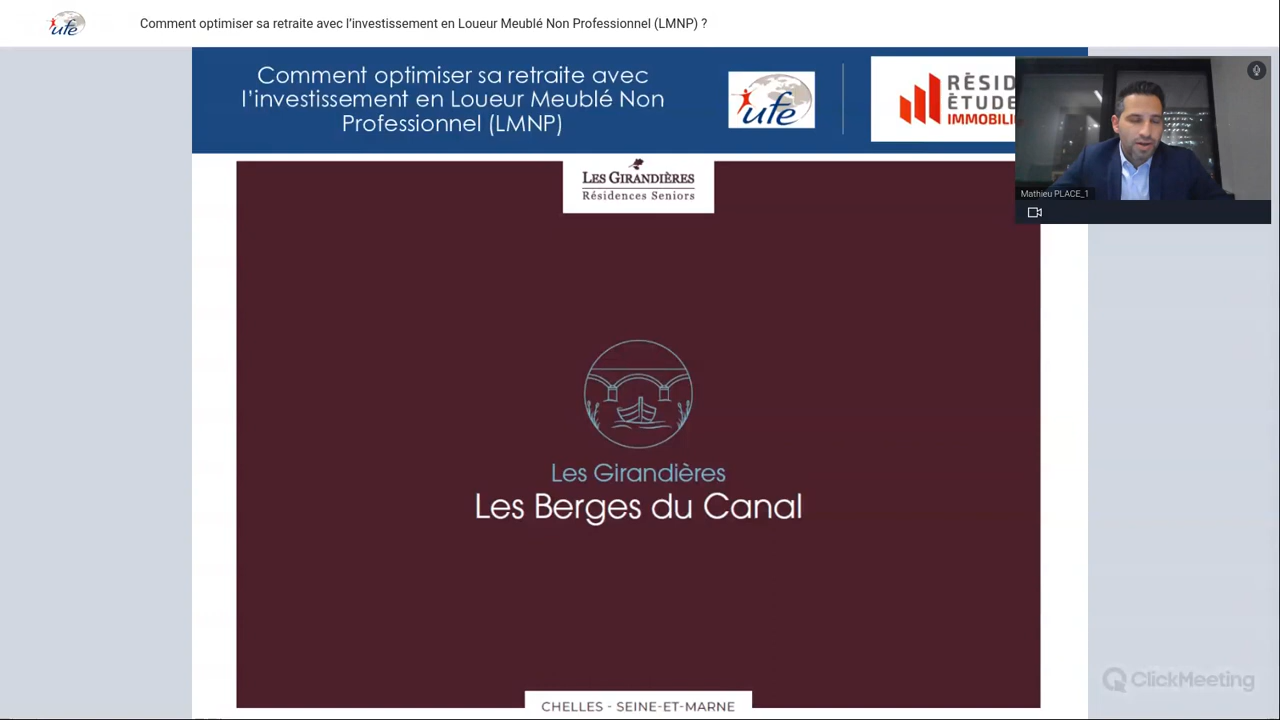 ufe
Comment optimiser sa retraite avec l'investissement en Loueur Meublé Non Professionnel (LMNP) ?
Comment optimiser sa retraite avec
l'investissement en Loueur Meublé Non
Professionnel (LMNP)
ufe
RÉSID
ÉTUDE
IMMOBILI
Mathieu PLACE_1
LES GIRANDIÈRES
Résidences Seniors
Les Girandières
Les Berges du Canal
ClickMeeting
CHELLES - SEINE-ET-MARNE